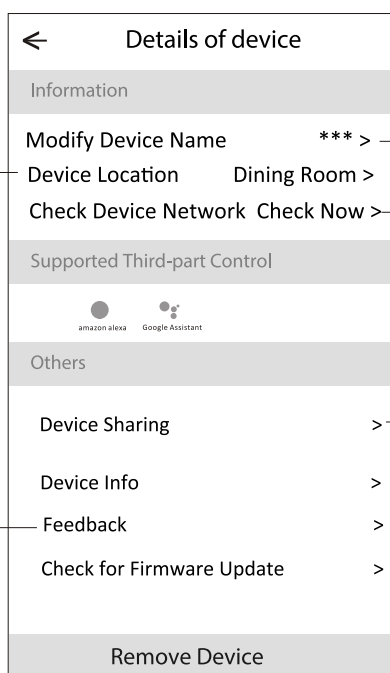 ← Details of device
Information
Modify Device Name *** >
Device Location Dining Room >
Check Device Network Check Now >
Supported Third-part Control
amazon alexa Google Assistant
Others
Device Sharing >
Device Info >
Feedback >
Check for Firmware Update >
Remove Device